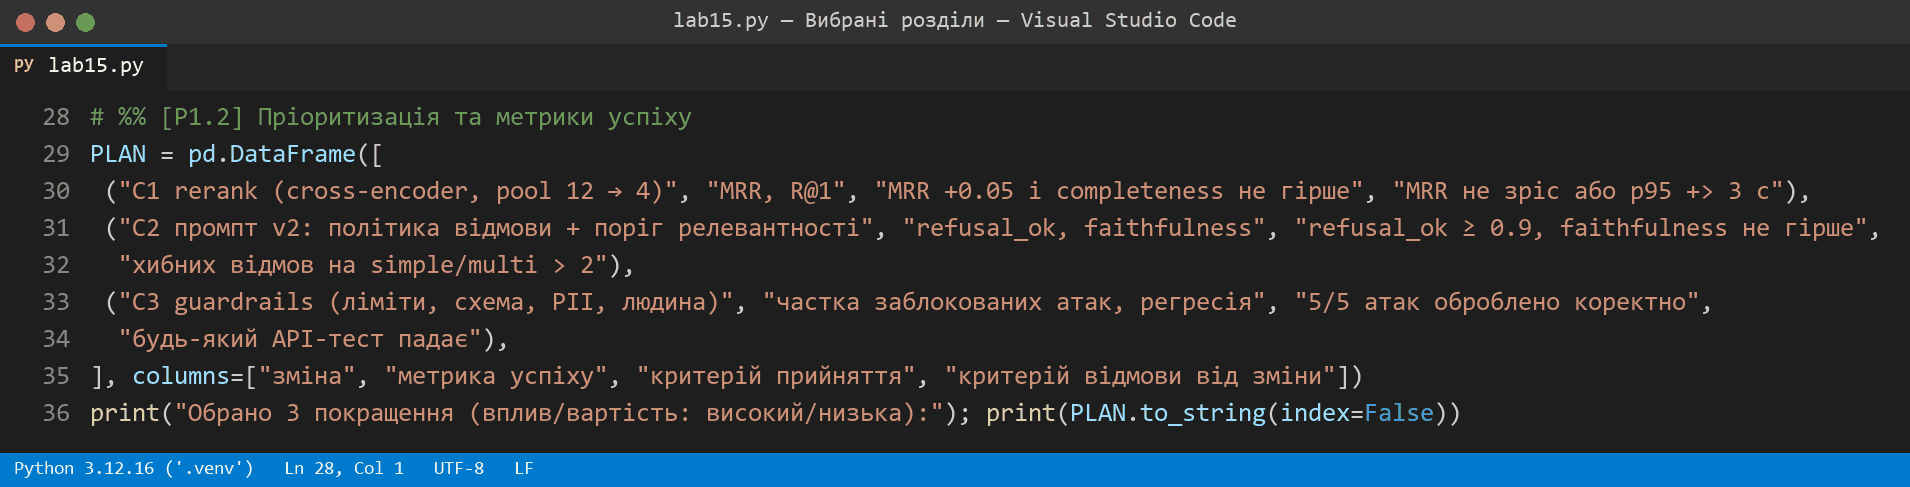 lab15.py — Вибрані розділи — Visual Studio Code
py lab15.py
28 # %% [P1.2] Пріоритизація та метрики успіху
29 PLAN = pd.DataFrame([
30 ("C1 rerank (cross-encoder, pool 12 → 4)", "MRR, R@1", "MRR +0.05 і completeness не гірше", "MRR не зріс або p95 +> 3 с"),
31 ("C2 промпт v2: політика відмови + поріг релевантності", "refusal_ok, faithfulness", "refusal_ok ≥ 0.9, faithfulness не гірше",
32 "хибних відмов на simple/multi > 2"),
33 ("C3 guardrails (ліміти, схема, PII, людина)", "частка заблокованих атак, регресія", "5/5 атак оброблено коректно",
34 "будь-який API-тест падає"),
35 ], columns=["зміна", "метрика успіху", "критерій прийняття", "критерій відмови від зміни"])
36 print("Обрано 3 покращення (вплив/вартість: високий/низька):"); print(PLAN.to_string(index=False))
Python 3.12.16 ('.venv') Ln 28, Col 1 UTF-8 LF